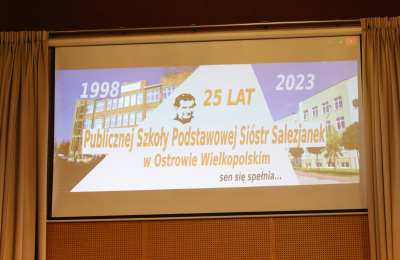 1998 25 LAT 2023
Publicznej Szkoły Podstawowej Sióstr Salezjanek
w Ostrowie Wielkopolskim
sen się spełnia...